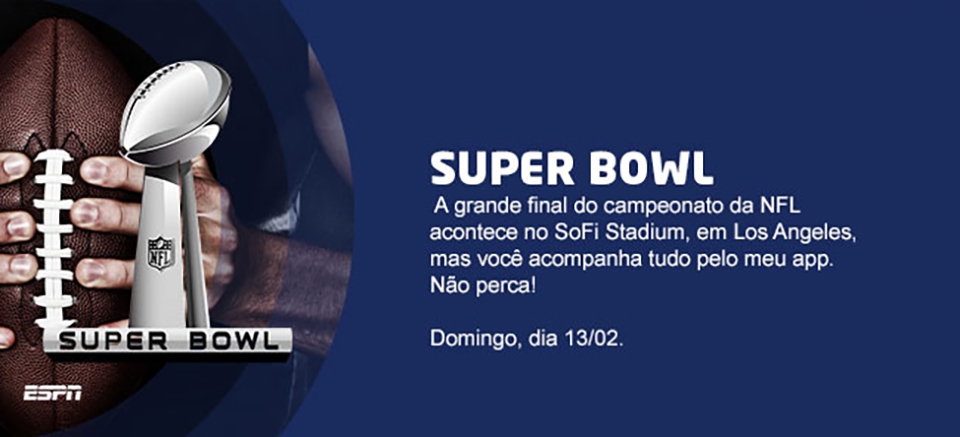 NFL
SUPER BOWL
ESPN
SUPER BOWL
A grande final do campeonato da NFL
acontece no SoFi Stadium, em Los Angeles,
mas você acompanha tudo pelo meu app.
Não perca!
Domingo, dia 13/02.